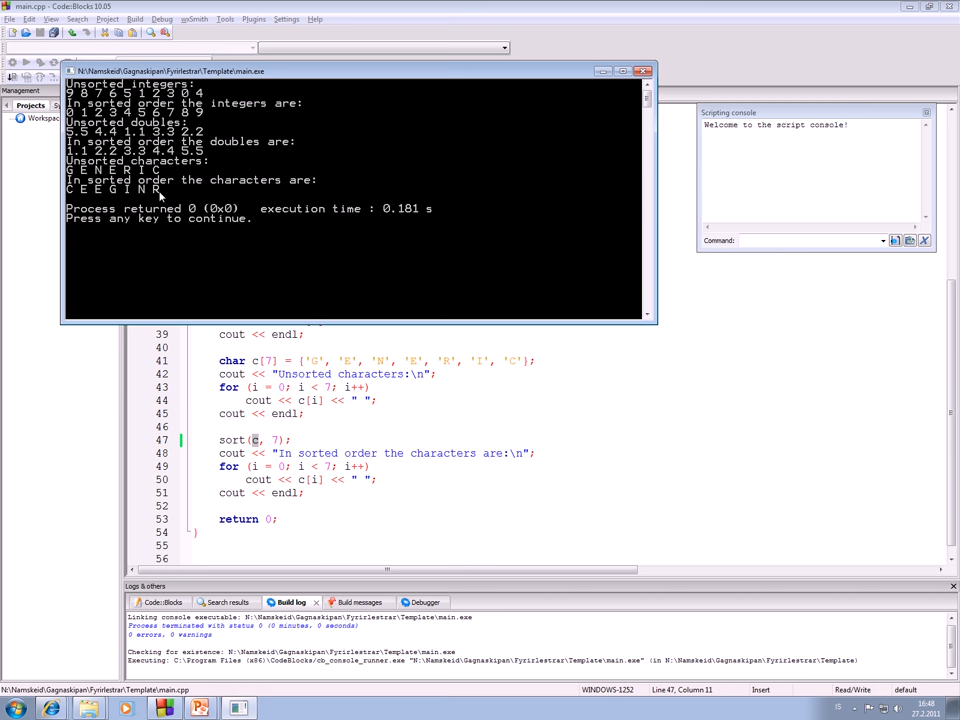 main.cpp - Code::Blocks 10.05
File Edit View Search Project Build Debug wxSmith Tools Plugins Settings Help
N:\Namskeid\Gagnaskipan\Fyrirlestrar\Template\main.exe
Unsorted integers:
9 8 7 6 5 1 2 3 0 4
In sorted order the integers are:
0 1 2 3 4 5 6 7 8 9
Unsorted doubles:
5.5 4.4 1.1 3.3 2.2
In sorted order the doubles are:
1.1 2.2 3.3 4.4 5.5
Unsorted characters:
G E N E R I C
In sorted order the characters are:
C E E G I N R
Process returned 0 (0x0)   execution time : 0.181 s
Press any key to continue.
Management
Projects Sy
Workspac
Scripting console
Welcome to the script console!
Command:
39 cout << endl;
40
41 char c[7] = {'G', 'E', 'N', 'E', 'R', 'I', 'C'};
42 cout << "Unsorted characters:\n";
43 for (i = 0; i < 7; i++)
44 cout << c[i] << " ";
45 cout << endl;
46
47 sort(c, 7);
48 cout << "In sorted order the characters are:\n";
49 for (i = 0; i < 7; i++)
50 cout << c[i] << " ";
51 cout << endl;
52
53 return 0;
54 }
55
56
Logs & others
Code::Blocks Search results Build log Build messages Debugger
Linking console executable: N:\Namskeid\Gagnaskipan\Fyrirlestrar\Template\main.exe
Process terminated with status 0 (0 minutes, 0 seconds)
0 errors, 0 warnings
Checking for existence: N:\Namskeid\Gagnaskipan\Fyrirlestrar\Template\main.exe
Executing: C:\Program Files (x86)\CodeBlocks/cb_console_runner.exe "N:\Namskeid\Gagnaskipan\Fyrirlestrar\Template\main.exe" (in N:\Namskeid\Gagnaskipan\Fyrirlestrar\Template)
N:\Namskeid\Gagnaskipan\Fyrirlestrar\Template\main.cpp WINDOWS-1252 Line 47, Column 11 Insert Read/Write default
IS 16:48
27.2.2011